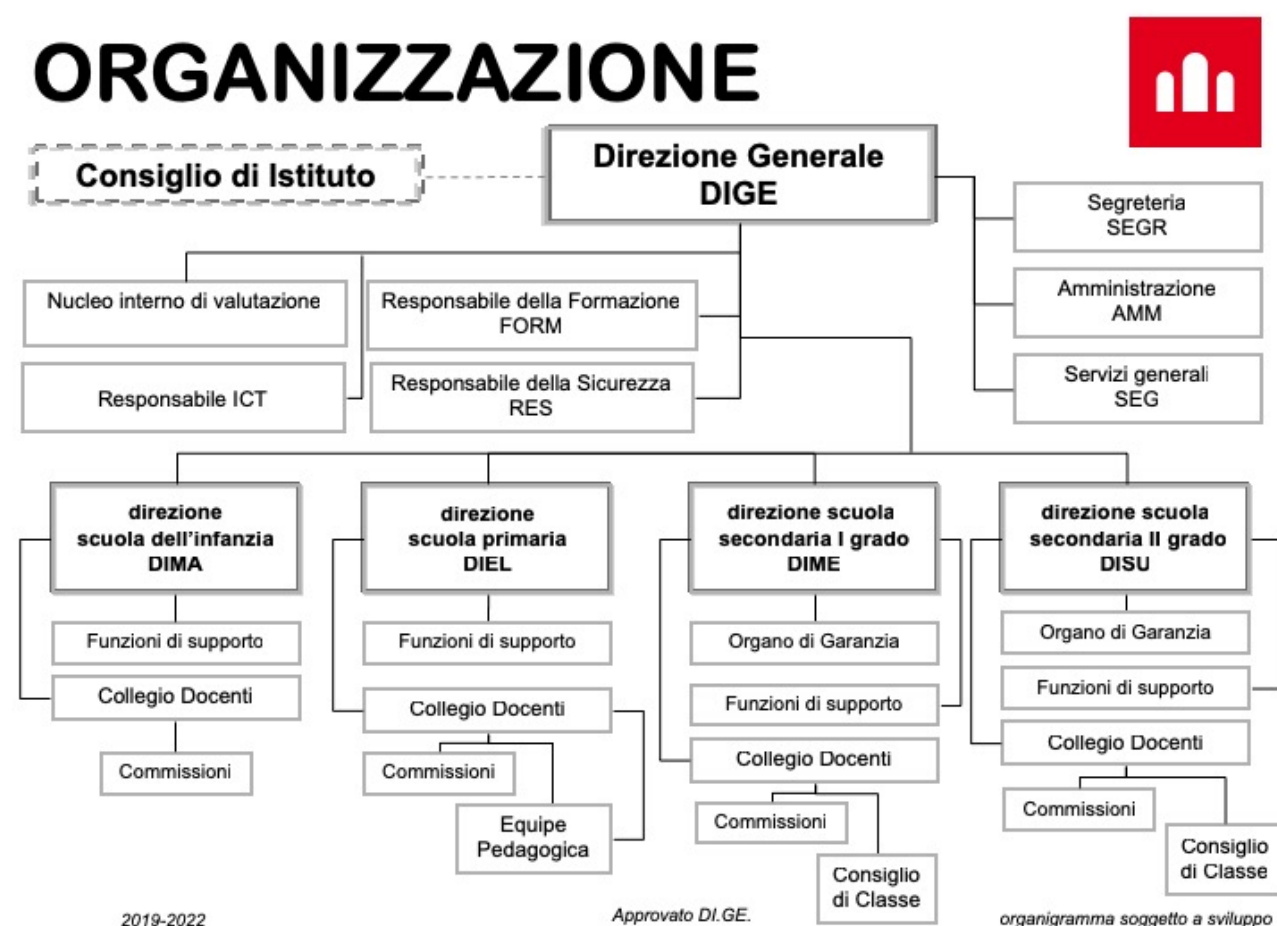 ORGANIZZAZIONE
Consiglio di Istituto
Direzione Generale
DIGE
Segreteria
SEGR
Amministrazione
AMM
Servizi generali
SEG
Nucleo interno di valutazione
Responsabile della Formazione
FORM
Responsabile ICT
Responsabile della Sicurezza
RES
direzione
scuola dell'infanzia
DIMA
Funzioni di supporto
Collegio Docenti
Commissioni
direzione
scuola primaria
DIEL
Funzioni di supporto
Collegio Docenti
Commissioni
Equipe
Pedagogica
direzione scuola
secondaria I grado
DIME
Organo di Garanzia
Funzioni di supporto
Collegio Docenti
Commissioni
Consiglio
di Classe
direzione scuola
secondaria II grado
DISU
Organo di Garanzia
Funzioni di supporto
Collegio Docenti
Commissioni
Consiglio
di Classe
2019-2022
Approvato DI.GE.
organigramma soggetto a sviluppo